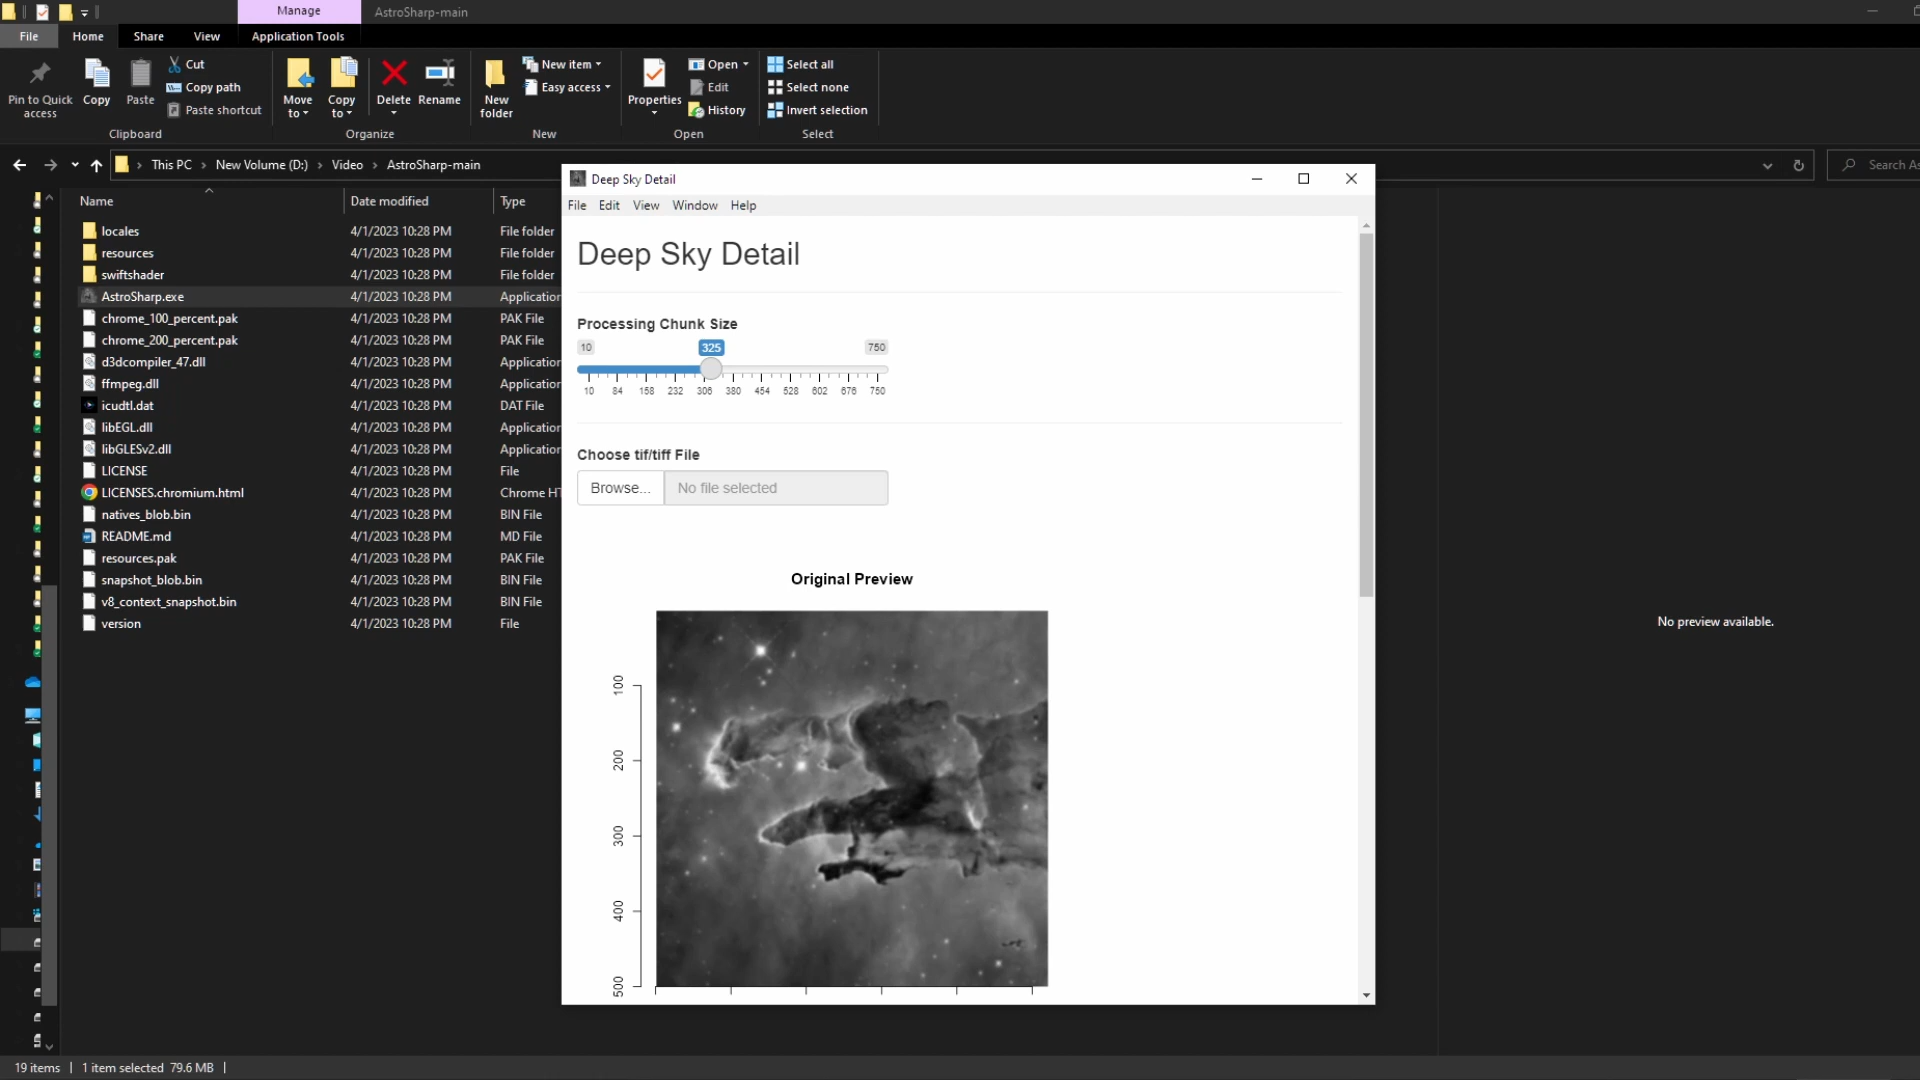 Manage
AstroSharp-main
File
Home
Share
View
Application Tools
Pin to Quick access
Copy
Paste
Cut
Copy path
Paste shortcut
Clipboard
Move to
Copy to
Delete
Rename
Organize
New folder
New item
Easy access
New
Properties
Open
Edit
History
Open
Select all
Select none
Invert selection
Select
This PC › New Volume (D:) › Video › AstroSharp-main
Search As
Name Date modified Type
locales 4/1/2023 10:28 PM File folder
resources 4/1/2023 10:28 PM File folder
swiftshader 4/1/2023 10:28 PM File folder
AstroSharp.exe 4/1/2023 10:28 PM Application
chrome_100_percent.pak 4/1/2023 10:28 PM PAK File
chrome_200_percent.pak 4/1/2023 10:28 PM PAK File
d3dcompiler_47.dll 4/1/2023 10:28 PM Application
ffmpeg.dll 4/1/2023 10:28 PM Application
icudtl.dat 4/1/2023 10:28 PM DAT File
libEGL.dll 4/1/2023 10:28 PM Application
libGLESv2.dll 4/1/2023 10:28 PM Application
LICENSE 4/1/2023 10:28 PM File
LICENSES.chromium.html 4/1/2023 10:28 PM Chrome HT
natives_blob.bin 4/1/2023 10:28 PM BIN File
README.md 4/1/2023 10:28 PM MD File
resources.pak 4/1/2023 10:28 PM PAK File
snapshot_blob.bin 4/1/2023 10:28 PM BIN File
v8_context_snapshot.bin 4/1/2023 10:28 PM BIN File
version 4/1/2023 10:28 PM File
Deep Sky Detail
File Edit View Window Help
Deep Sky Detail
Processing Chunk Size
10 325 750
10 84 158 232 306 380 454 528 602 676 750
Choose tif/tiff File
Browse... No file selected
Original Preview
100
200
300
400
500
No preview available.
19 items 1 item selected 79.6 MB